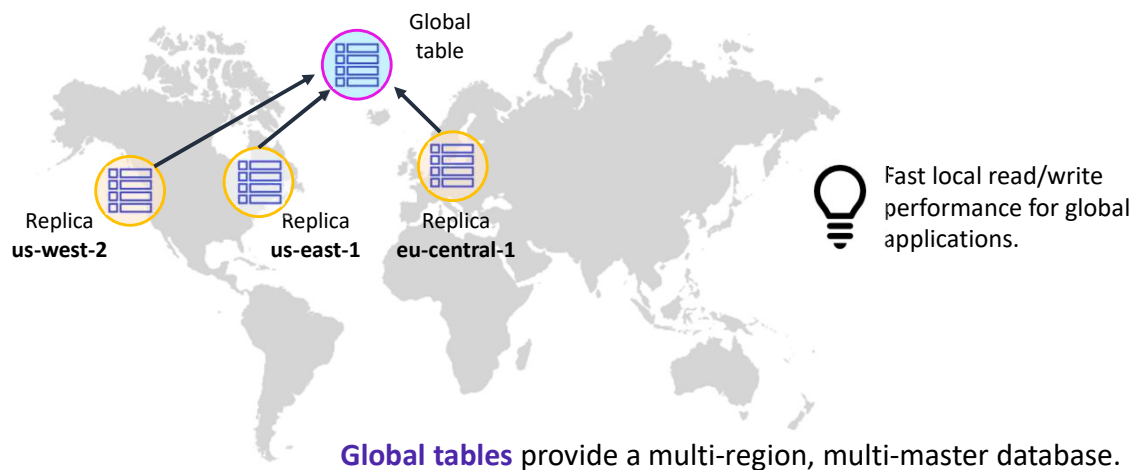 Global
table
Replica
us-west-2
Replica
us-east-1
Replica
eu-central-1
Fast local read/write
performance for global
applications.
Global tables provide a multi-region, multi-master database.